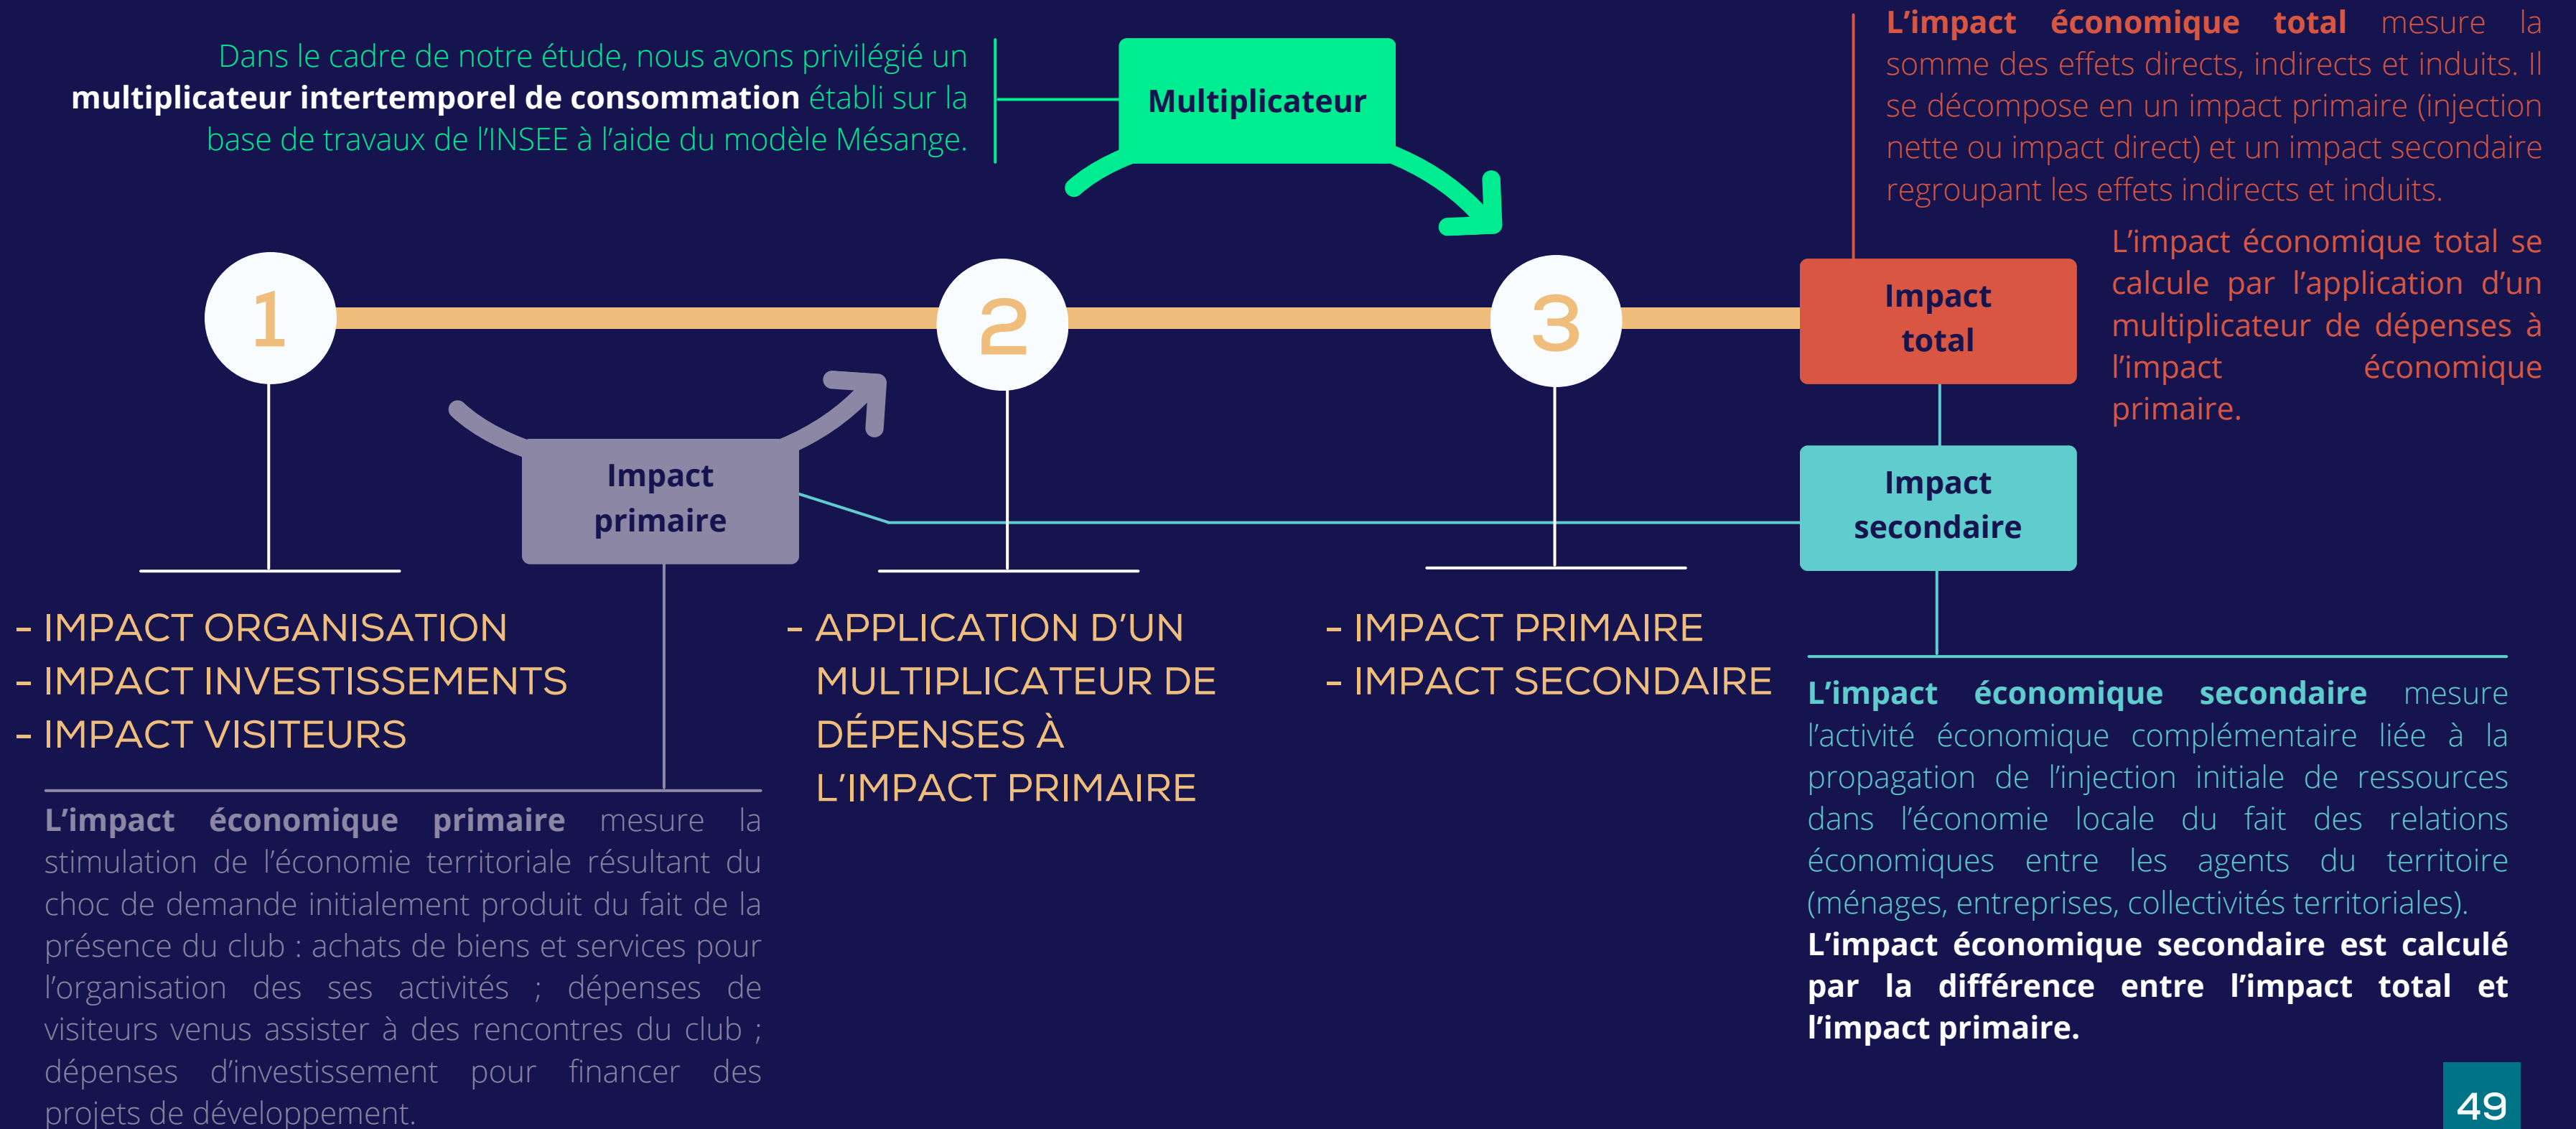 Dans le cadre de notre étude, nous avons privilégié un
multiplicateur intertemporel de consommation établi sur la
base de travaux de l'INSEE à l'aide du modèle Mésange.
Multiplicateur
L'impact économique total mesure la
somme des effets directs, indirects et induits. Il
se décompose en un impact primaire (injection
nette ou impact direct) et un impact secondaire
regroupant les effets indirects et induits.
L'impact économique total se
calcule par l'application d'un
multiplicateur de dépenses à
l'impact économique
primaire.
1
2
3
Impact
total
Impact
primaire
Impact
secondaire
- IMPACT ORGANISATION
- IMPACT INVESTISSEMENTS
- IMPACT VISITEURS
- APPLICATION D'UN
MULTIPLICATEUR DE
DÉPENSES À
L'IMPACT PRIMAIRE
- IMPACT PRIMAIRE
- IMPACT SECONDAIRE
L'impact économique primaire mesure la
stimulation de l'économie territoriale résultant du
choc de demande initialement produit du fait de la
présence du club : achats de biens et services pour
l'organisation des ses activités ; dépenses de
visiteurs venus assister à des rencontres du club ;
dépenses d'investissement pour financer des
projets de développement.
L'impact économique secondaire mesure
l'activité économique complémentaire liée à la
propagation de l'injection initiale de ressources
dans l'économie locale du fait des relations
économiques entre les agents du territoire
(ménages, entreprises, collectivités territoriales).
L'impact économique secondaire est calculé
par la différence entre l'impact total et
l'impact primaire.
49